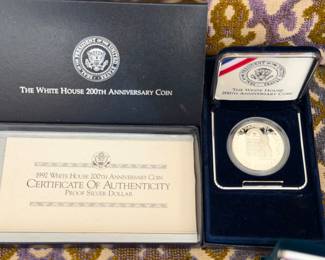 THE WHITE HOUSE 200TH ANNIVERSARY COIN
THE WHITE HOUSE
200TH ANNIVERSARY COIN
1992 WHITE HOUSE 200TH ANNIVERSARY COIN
CERTIFICATE OF AUTHENTICITY
PROOF SILVER DOLLAR